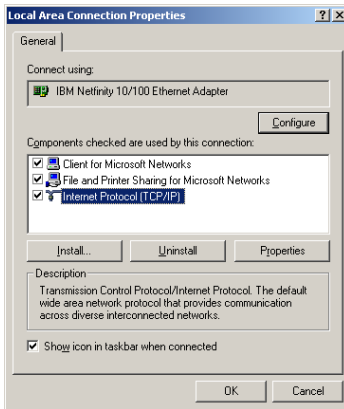 Local Area Connection Properties
General
Connect using:
IBM Netfinity 10/100 Ethernet Adapter
Configure
Components checked are used by this connection:
Client for Microsoft Networks
File and Printer Sharing for Microsoft Networks
Internet Protocol (TCP/IP)
Install... Uninstall Properties
Description
Transmission Control Protocol/Internet Protocol. The default
wide area network protocol that provides communication
across diverse interconnected networks.
Show icon in taskbar when connected
OK Cancel